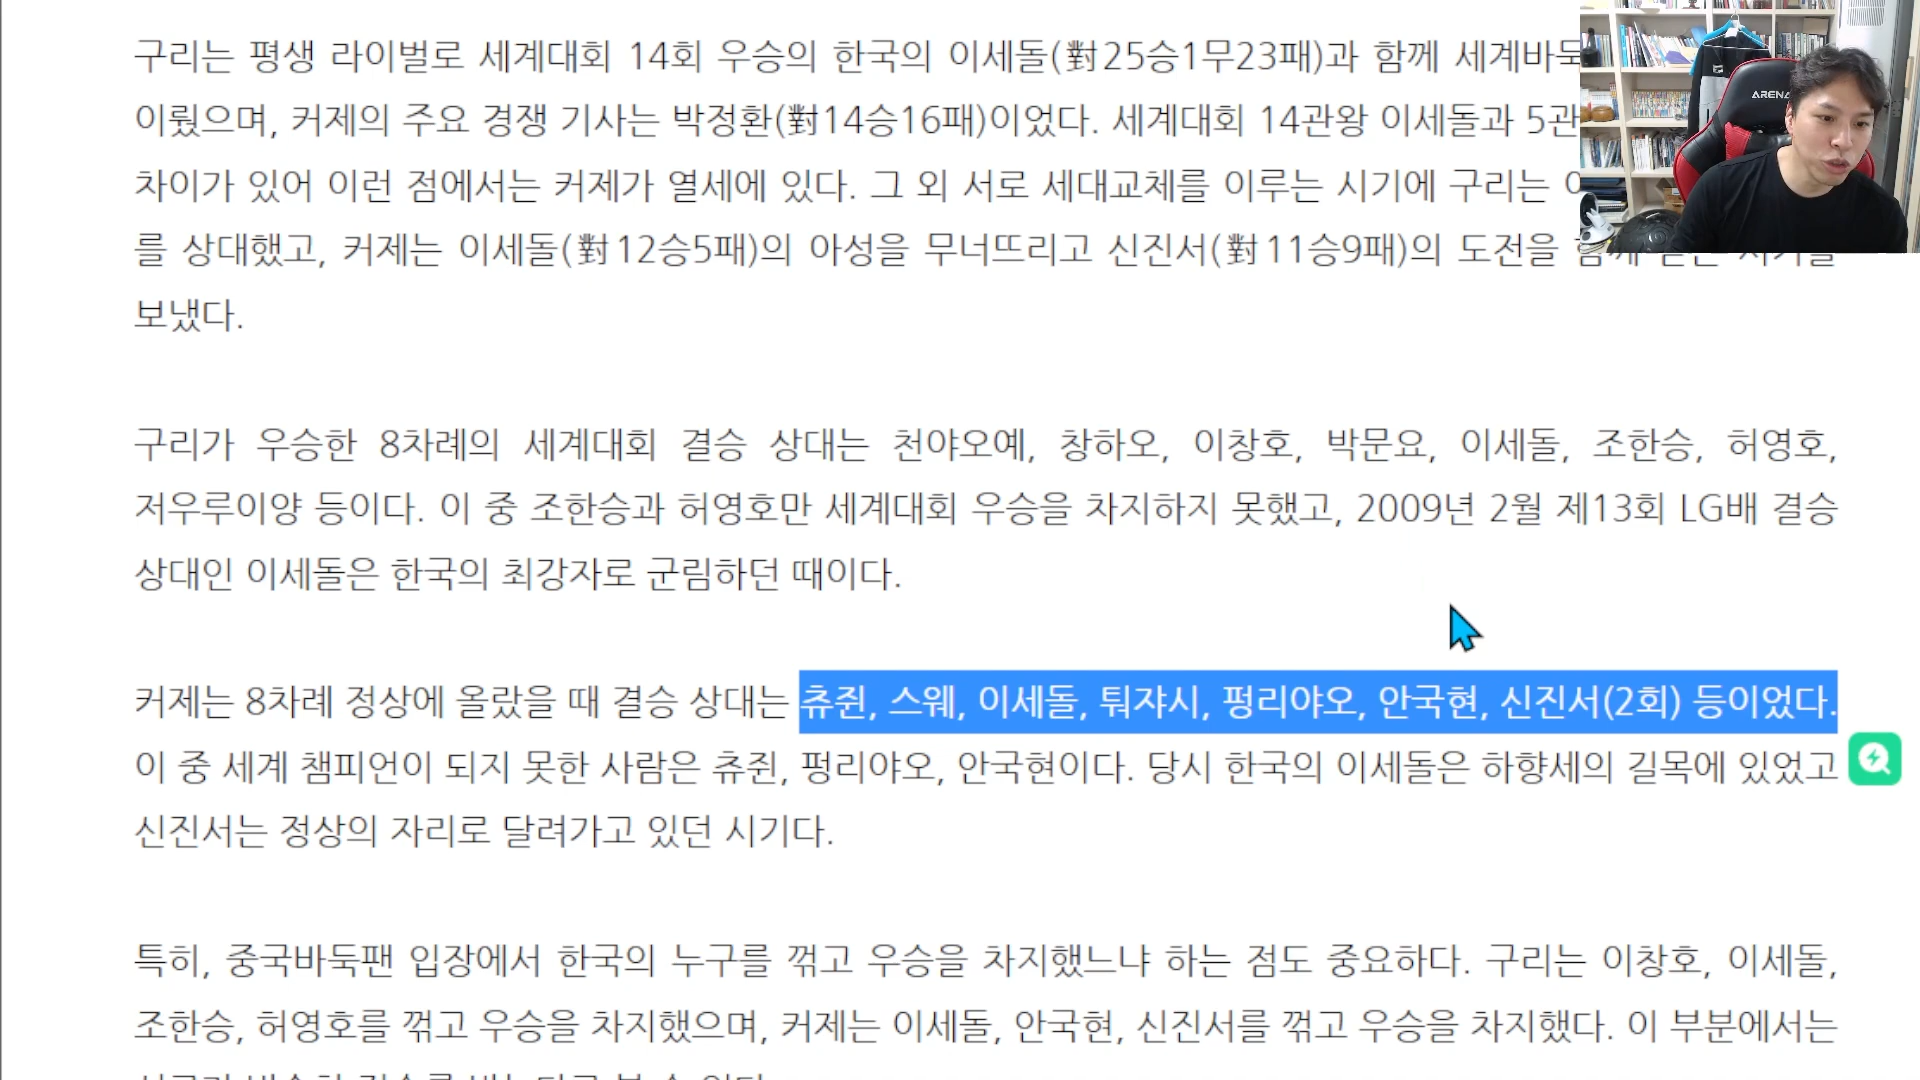 구리는 평생 라이벌로 세계대회 14회 우승의 한국의 이세돌(對25승1무23패)과 함께 세계바둑
이뤘으며, 커제의 주요 경쟁 기사는 박정환(對14승16패)이었다. 세계대회 14관왕 이세돌과 5관
차이가 있어 이런 점에서는 커제가 열세에 있다. 그 외 서로 세대교체를 이루는 시기에 구리는
를 상대했고, 커제는 이세돌(對12승5패)의 아성을 무너뜨리고 신진서(對11승9패)의 도전을
보냈다.
구리가 우승한 8차례의 세계대회 결승 상대는 천야오예, 창하오, 이창호, 박문요, 이세돌, 조한승, 허영호,
저우루이양 등이다. 이 중 조한승과 허영호만 세계대회 우승을 차지하지 못했고, 2009년 2월 제13회 LG배 결승
상대인 이세돌은 한국의 최강자로 군림하던 때이다.
커제는 8차례 정상에 올랐을 때 결승 상대는 츄쥔, 스웨, 이세돌, 퉈쟈시, 펑리야오, 안국현, 신진서(2회) 등이었다.
이 중 세계 챔피언이 되지 못한 사람은 츄쥔, 펑리야오, 안국현이다. 당시 한국의 이세돌은 하향세의 길목에 있었고
신진서는 정상의 자리로 달려가고 있던 시기다.
특히, 중국바둑팬 입장에서 한국의 누구를 꺾고 우승을 차지했느냐 하는 점도 중요하다. 구리는 이창호, 이세돌,
조한승, 허영호를 꺾고 우승을 차지했으며, 커제는 이세돌, 안국현, 신진서를 꺾고 우승을 차지했다. 이 부분에서는
ARENA